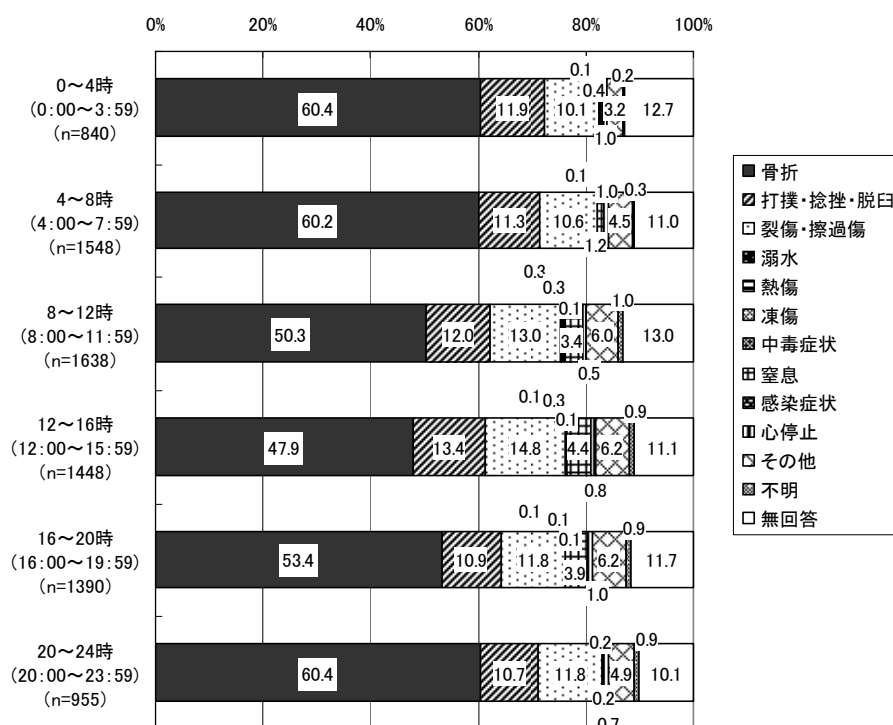 0% 20% 40% 60% 80% 100%
0～4時
(0:00～3:59)
(n=840)
0.1 0.2
0.4
60.4 11.9 10.1 3.2 12.7
1.0
4～8時
(4:00～7:59)
(n=1548)
0.1
1.0 0.3
60.2 11.3 10.6 4.5 11.0
1.2
8～12時
(8:00～11:59)
(n=1638)
0.3
0.3
0.1 1.0
50.3 12.0 13.0 3.4 6.0 13.0
0.5
12～16時
(12:00～15:59)
(n=1448)
0.1 0.3
0.1 0.9
47.9 13.4 14.8 4.4 6.2 11.1
0.8
16～20時
(16:00～19:59)
(n=1390)
0.1 0.1
0.1 0.9
53.4 10.9 11.8 3.9 6.2 11.7
1.0
20～24時
(20:00～23:59)
(n=955)
0.2 0.9
60.4 10.7 11.8 4.9 10.1
0.2
0.7
骨折
打撲・捻挫・脱臼
裂傷・擦過傷
溺水
熱傷
凍傷
中毒症状
窒息
感染症状
心停止
その他
不明
無回答